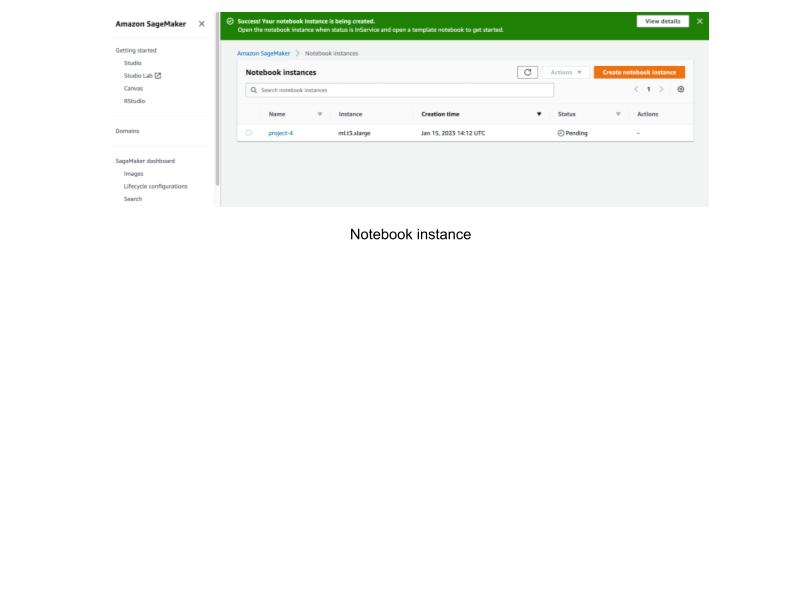 Amazon SageMaker
Getting started
Studio
Studio Lab
Canvas
RStudio
Domains
SageMaker dashboard
Images
Lifecycle configurations
Search
Success! Your notebook instance is being created.
Open the notebook instance when status is InService and open a template notebook to get started.
View details
Amazon SageMaker > Notebook instances
Notebook instances
Actions
Create notebook instance
Search notebook instances
< 1 >
Name Instance Creation time Status Actions
project-4 ml.t3.xlarge Jan 15, 2023 14:12 UTC Pending -
Notebook instance